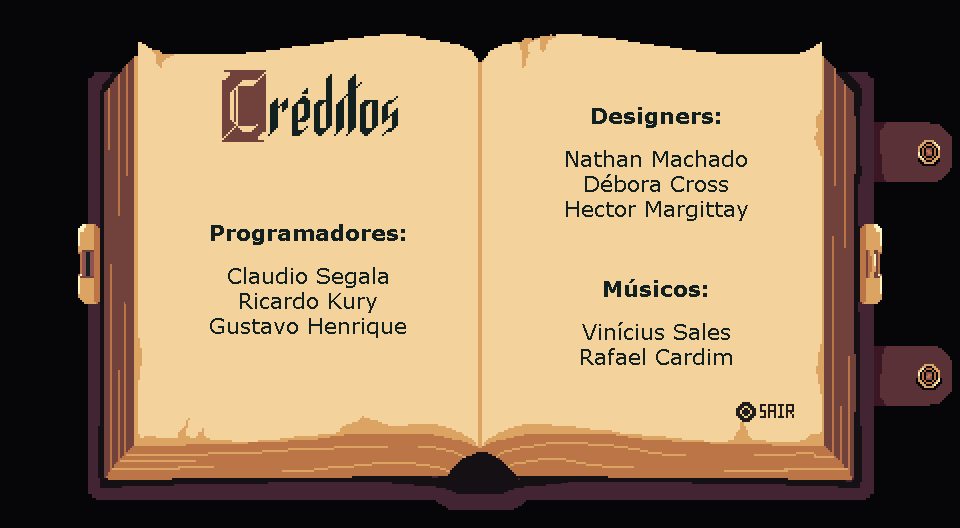 Créditos
Programadores:
Claudio Segala
Ricardo Kury
Gustavo Henrique
Designers:
Nathan Machado
Débora Cross
Hector Margittay
Músicos:
Vinícius Sales
Rafael Cardim
SAIR